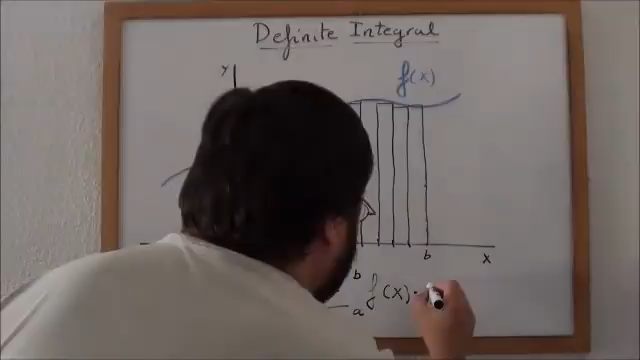 Definite Integral
Y
f(x)
b
x
b
f(x)·
a